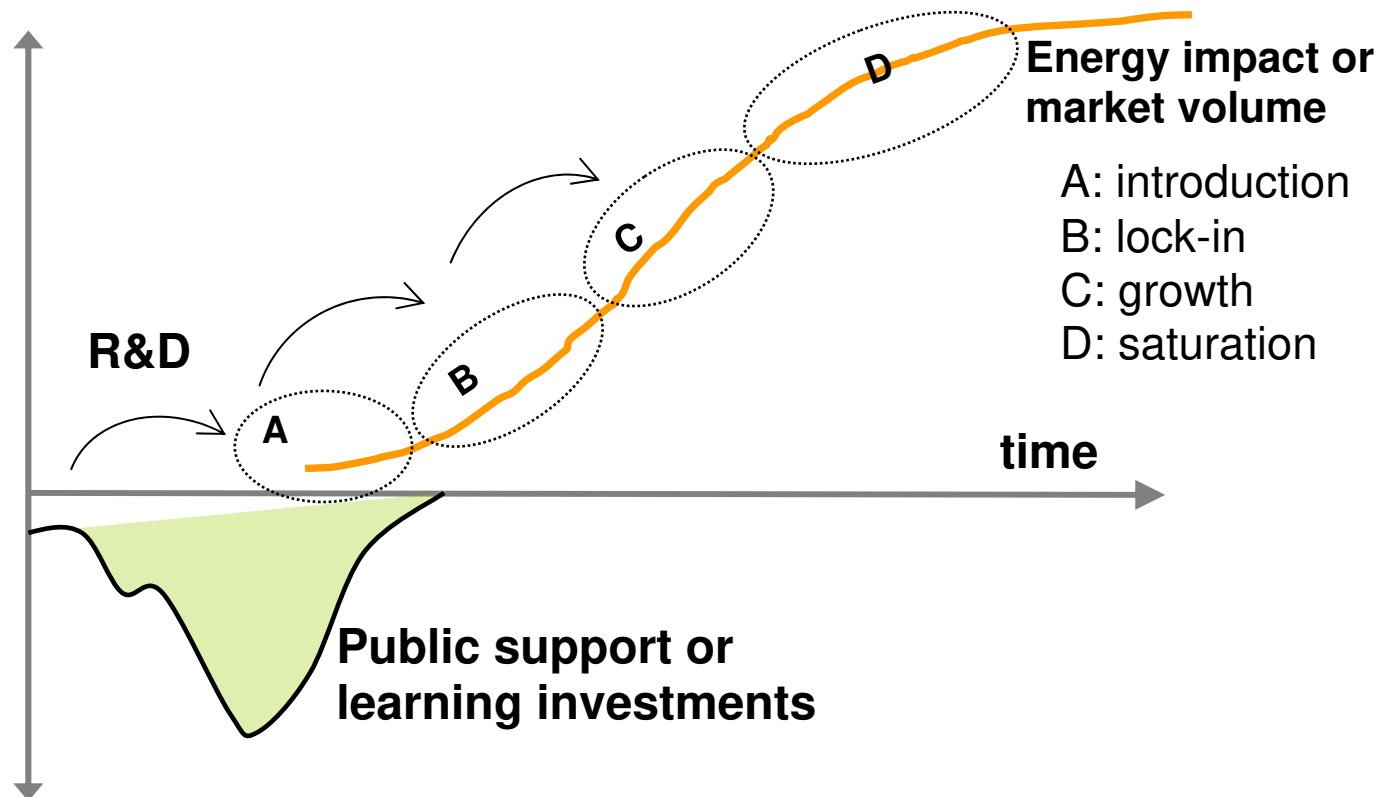 D
Energy impact or
market volume
A: introduction
B: lock-in
C: growth
D: saturation
C
R&D
B
A
time
Public support or
learning investments